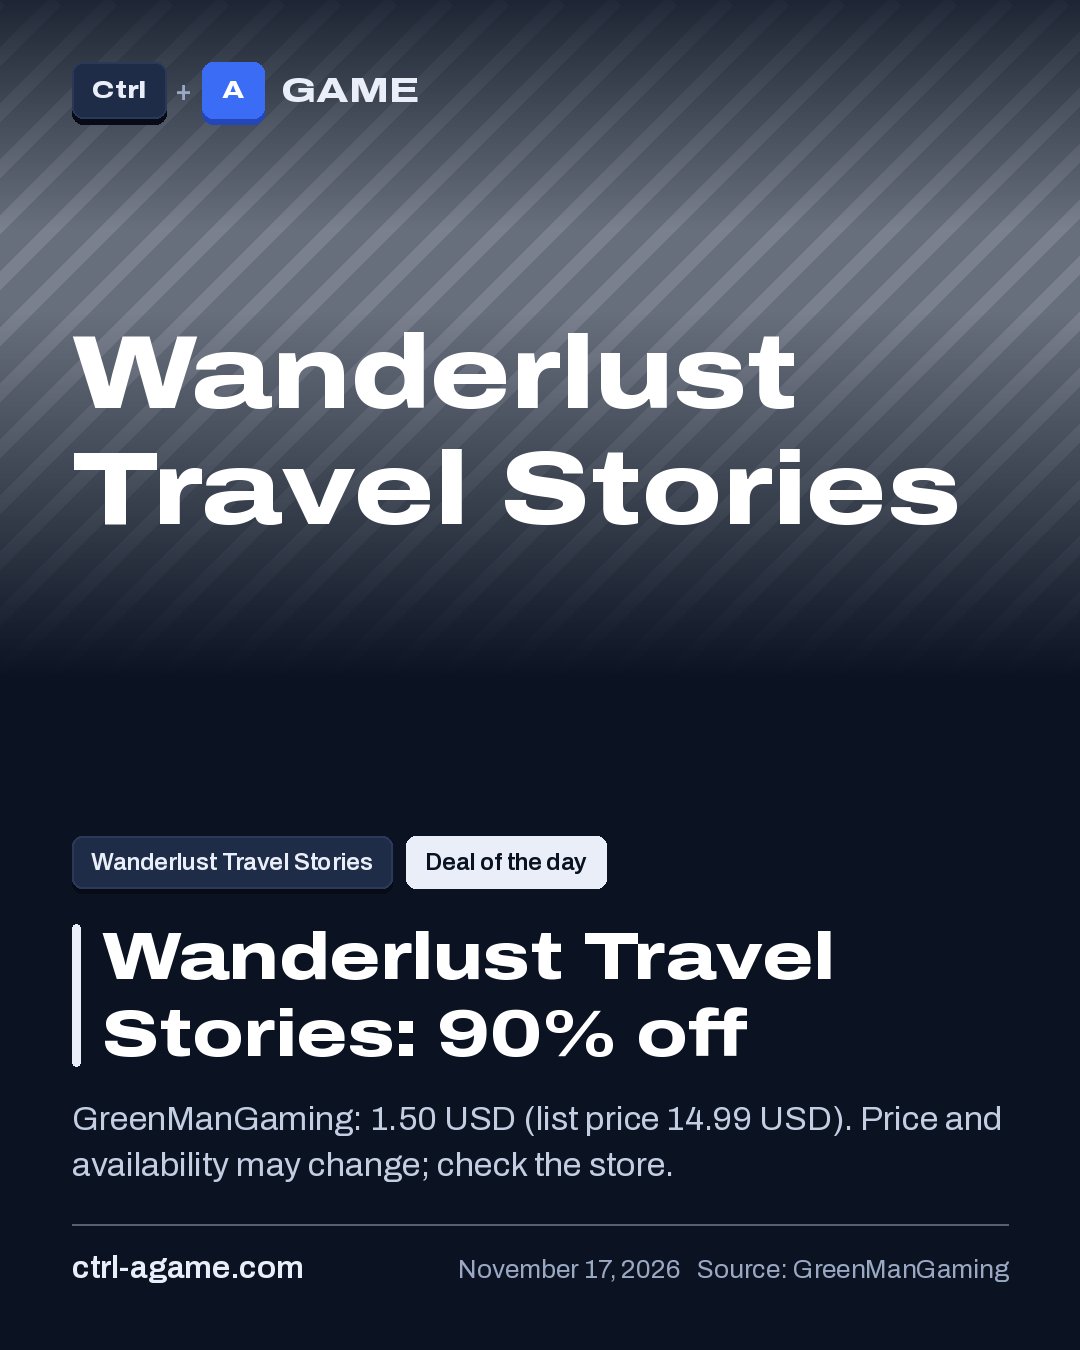 Ctrl + A GAME
Wanderlust
Travel Stories
Wanderlust Travel Stories
Deal of the day
Wanderlust Travel
Stories: 90% off
GreenManGaming: 1.50 USD (list price 14.99 USD). Price and
availability may change; check the store.
ctrl-agame.com
November 17, 2026 Source: GreenManGaming